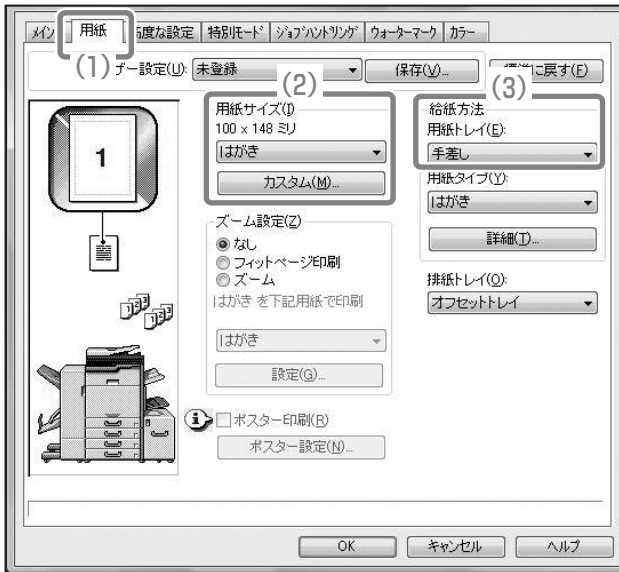 メイン 用紙 高度な設定 特別モード ジョブハンドリング ウォーターマーク カラー
(1)
ザー設定(U): 未登録 保存(V)... に戻す(F)
(2)
用紙サイズ(I)
100 x 148 ミリ
はがき
カスタム(M)...
(3)
給紙方法
用紙トレイ(E):
手差し
用紙タイプ(Y):
はがき
詳細(T)...
排紙トレイ(O):
オフセットトレイ
1
ズーム設定(Z)
なし
フィットページ印刷
ズーム
はがき を下記用紙で印刷
はがき
設定(G)...
123 123
ポスター印刷(R)
ポスター設定(N)...
OK キャンセル ヘルプ